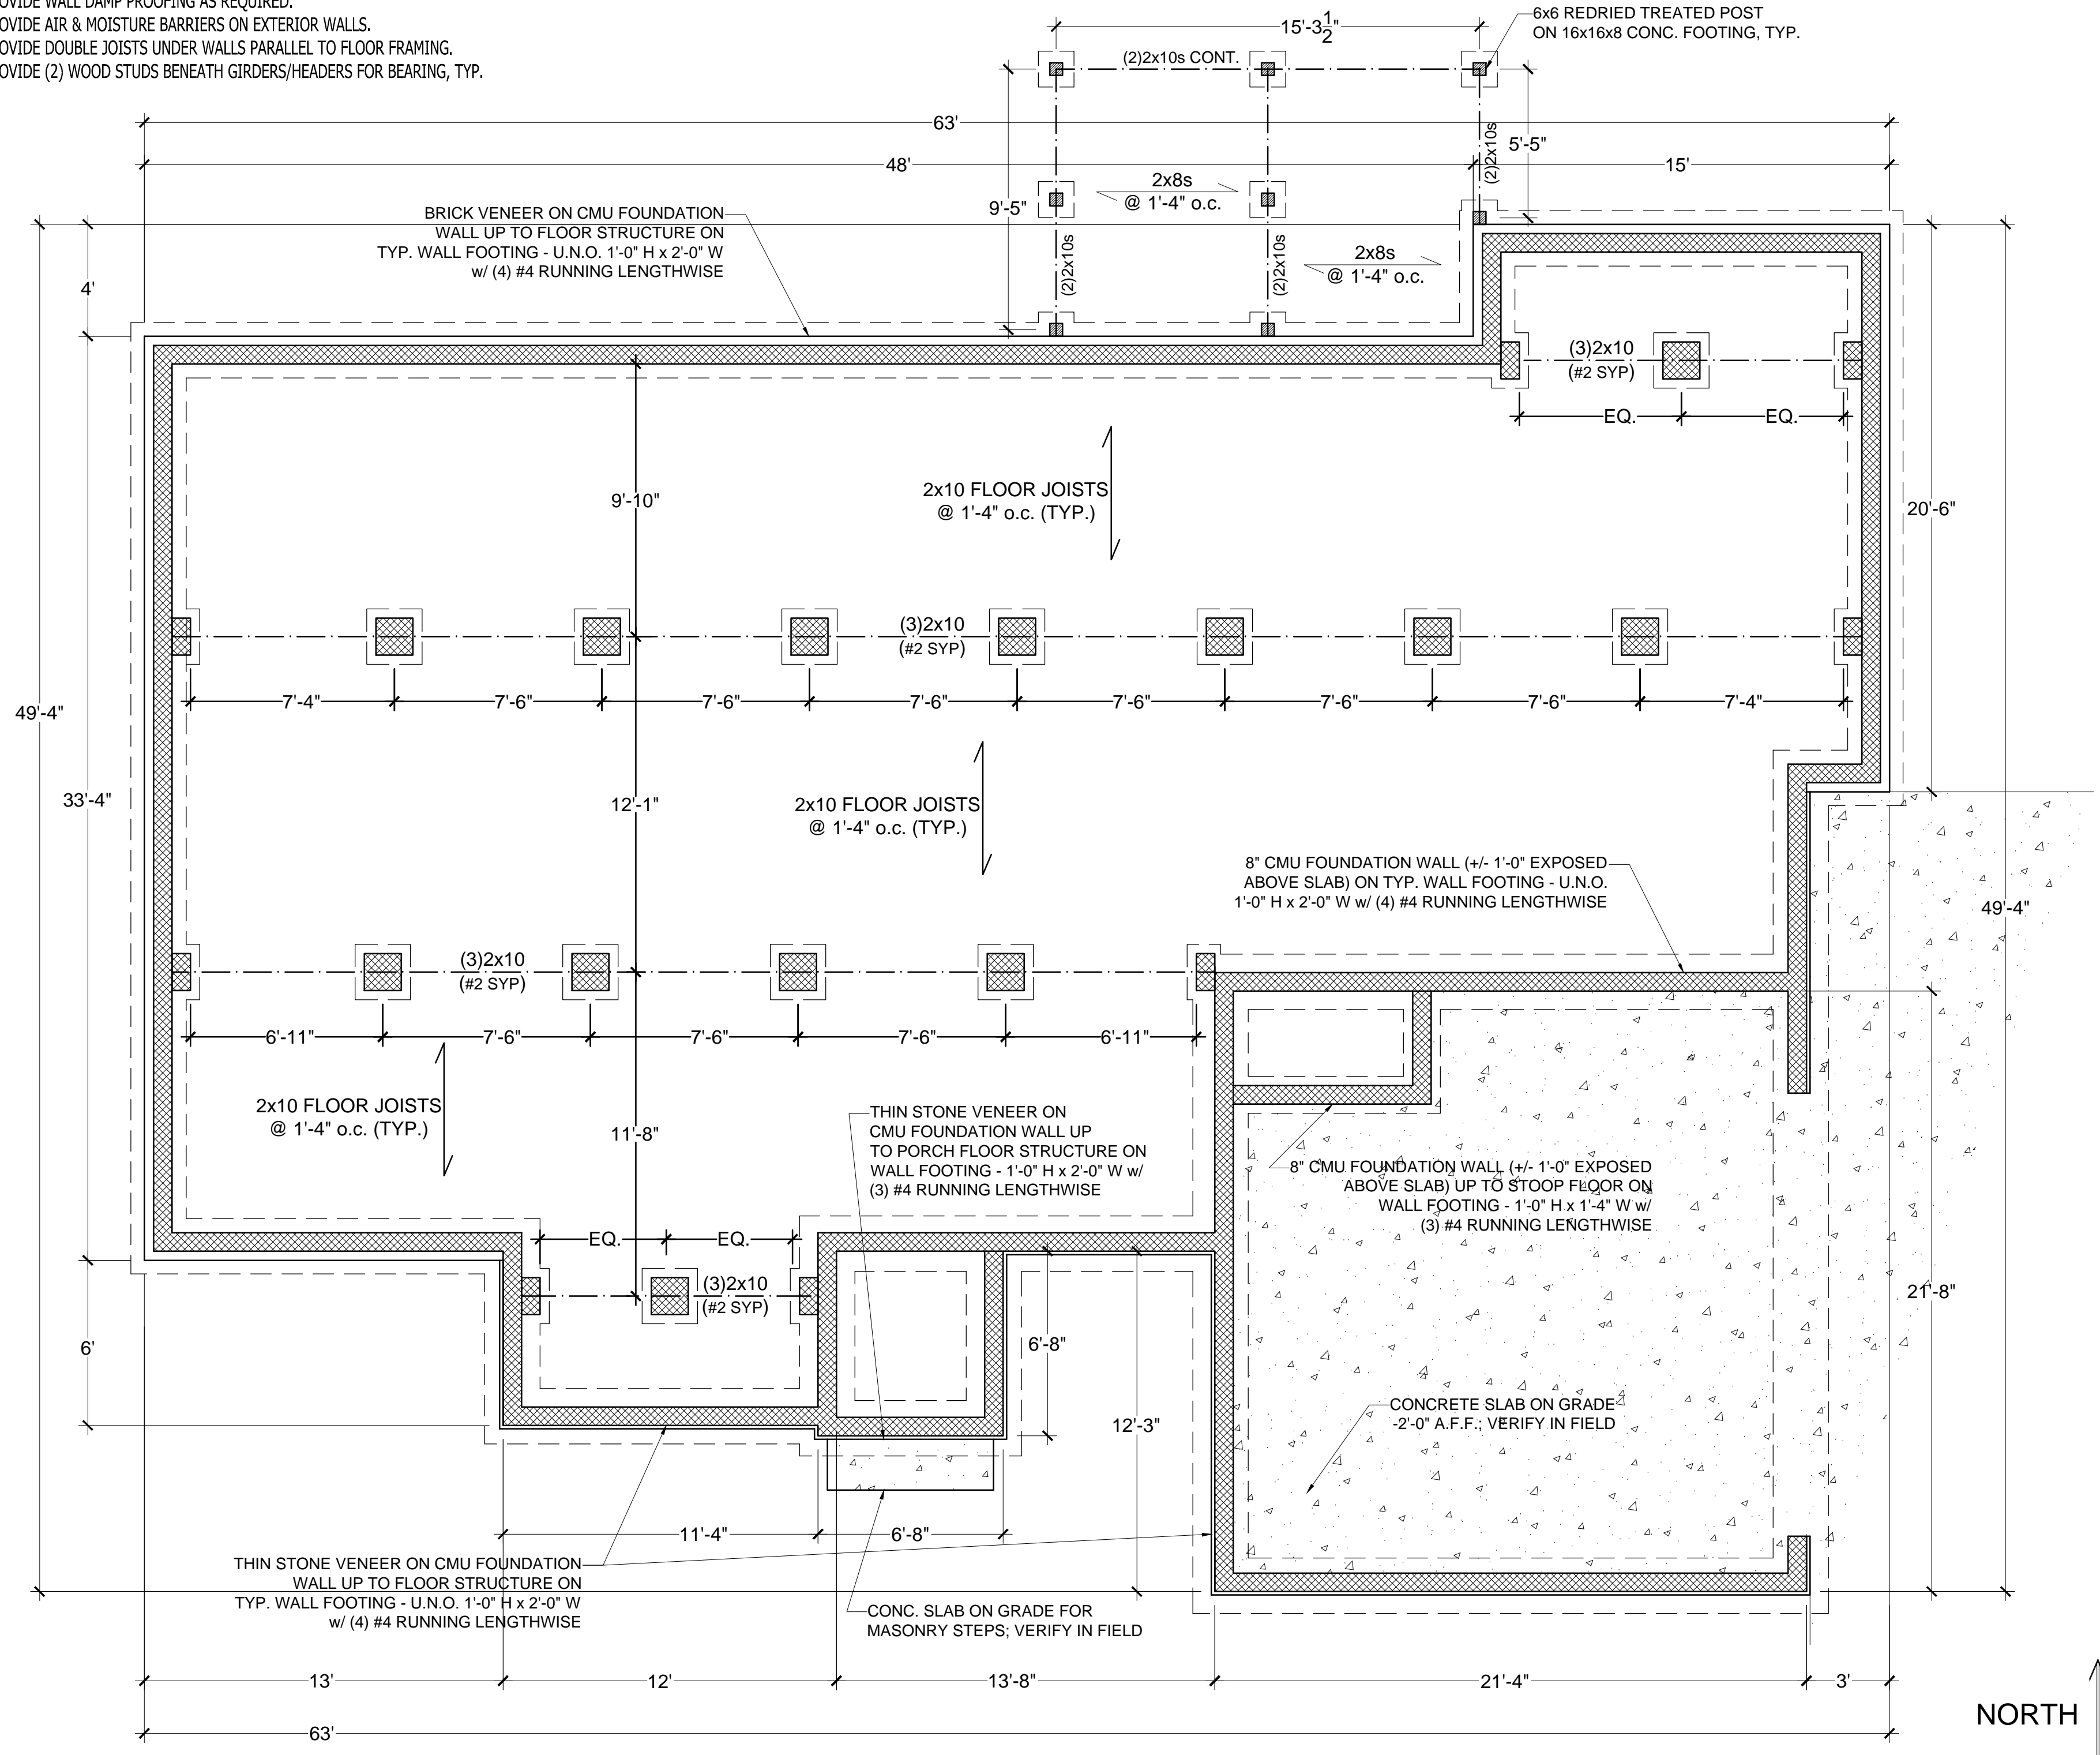 WALL DAMP PROOFING AS REQUIRED.
AIR & MOISTURE BARRIERS ON EXTERIOR WALLS.
DOUBLE JOISTS UNDER WALLS PARALLEL TO FLOOR FRAMING.
(2) WOOD STUDS BENEATH GIRDERS/HEADERS FOR BEARING, TYP.
15'-3 1/2"
6x6 REDRIED TREATED POST
ON 16x16x8 CONC. FOOTING, TYP.
(2)2x10s CONT.
63'
48'
15'
5'-5"
(2)2x10s
9'-5"
2x8s
@ 1'-4" o.c.
(2)2x10s
(2)2x10s
2x8s
@ 1'-4" o.c.
BRICK VENEER ON CMU FOUNDATION
WALL UP TO FLOOR STRUCTURE ON
TYP. WALL FOOTING - U.N.O. 1'-0" H x 2'-0" W
w/ (4) #4 RUNNING LENGTHWISE
4'
(3)2x10
(#2 SYP)
EQ.
EQ.
9'-10"
2x10 FLOOR JOISTS
@ 1'-4" o.c. (TYP.)
20'-6"
(3)2x10
(#2 SYP)
7'-4"
7'-6"
7'-6"
7'-6"
7'-6"
7'-6"
7'-6"
7'-4"
49'-4"
33'-4"
12'-1"
2x10 FLOOR JOISTS
@ 1'-4" o.c. (TYP.)
8" CMU FOUNDATION WALL (+/- 1'-0" EXPOSED
ABOVE SLAB) ON TYP. WALL FOOTING - U.N.O.
1'-0" H x 2'-0" W w/ (4) #4 RUNNING LENGTHWISE
49'-4"
(3)2x10
(#2 SYP)
6'-11"
7'-6"
7'-6"
7'-6"
6'-11"
2x10 FLOOR JOISTS
@ 1'-4" o.c. (TYP.)
11'-8"
THIN STONE VENEER ON
CMU FOUNDATION WALL UP
TO PORCH FLOOR STRUCTURE ON
WALL FOOTING - 1'-0" H x 2'-0" W w/
(3) #4 RUNNING LENGTHWISE
8" CMU FOUNDATION WALL (+/- 1'-0" EXPOSED
ABOVE SLAB) UP TO STOOP FLOOR ON
WALL FOOTING - 1'-0" H x 1'-4" W w/
(3) #4 RUNNING LENGTHWISE
EQ.
EQ.
(3)2x10
(#2 SYP)
21'-8"
6'
6'-8"
12'-3"
CONCRETE SLAB ON GRADE
-2'-0" A.F.F.; VERIFY IN FIELD
11'-4"
6'-8"
THIN STONE VENEER ON CMU FOUNDATION
WALL UP TO FLOOR STRUCTURE ON
TYP. WALL FOOTING - U.N.O. 1'-0" H x 2'-0" W
w/ (4) #4 RUNNING LENGTHWISE
CONC. SLAB ON GRADE FOR
MASONRY STEPS; VERIFY IN FIELD
13'
12'
13'-8"
21'-4"
3'
63'
NORTH